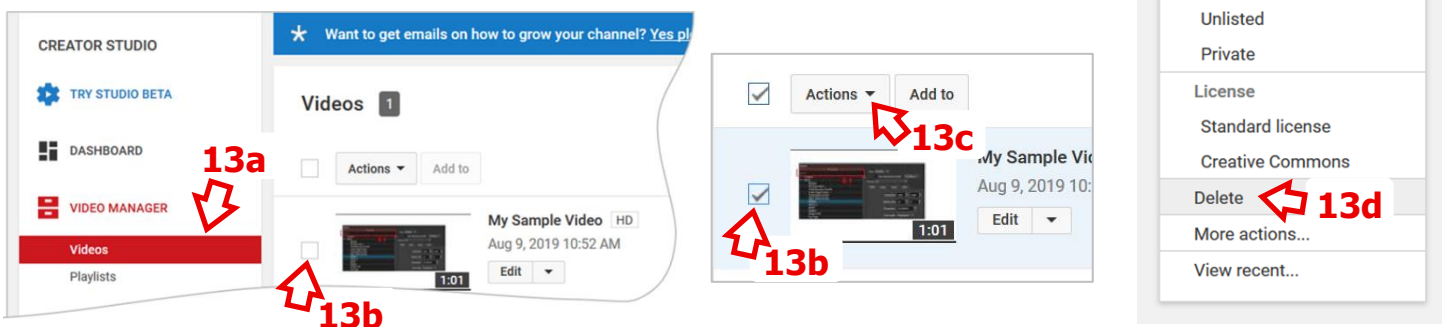 CREATOR STUDIO
TRY STUDIO BETA
DASHBOARD
VIDEO MANAGER
Videos
Playlists
13a
Want to get emails on how to grow your channel? Yes
Videos 1
Actions Add to
My Sample Video HD
Aug 9, 2019 10:52 AM
Edit
1:01
13b
Actions Add to
13c
My Sample
Aug 9, 2019 10:
Edit
1:01
13b
Unlisted
Private
License
Standard license
Creative Commons
Delete
13d
More actions...
View recent...